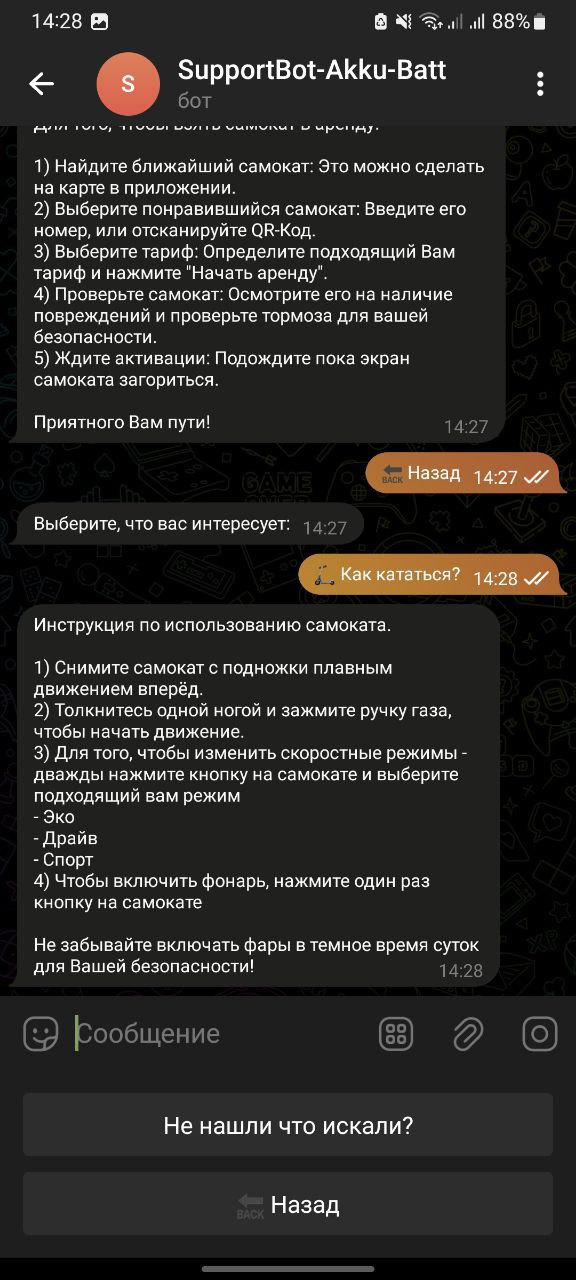 14:28
88%
S
SupportBot-Akku-Batt
бот
Для того, чтобы взять самокат в аренду:
1) Найдите ближайший самокат: Это можно сделать
на карте в приложении.
2) Выберите понравившийся самокат: Введите его
номер, или отсканируйте QR-Код.
3) Выберите тариф: Определите подходящий Вам
тариф и нажмите "Начать аренду".
4) Проверьте самокат: Осмотрите его на наличие
повреждений и проверьте тормоза для вашей
безопасности.
5) Ждите активации: Подождите пока экран
самоката загориться.
Приятного Вам пути!
14:27
BACK Назад 14:27
Выберите, что вас интересует: 14:27
Как кататься? 14:28
Инструкция по использованию самоката.
1) Снимите самокат с подножки плавным
движением вперёд.
2) Толкнитесь одной ногой и зажмите ручку газа,
чтобы начать движение.
3) Для того, чтобы изменить скоростные режимы -
дважды нажмите кнопку на самокате и выберите
подходящий вам режим
- Эко
- Драйв
- Спорт
4) Чтобы включить фонарь, нажмите один раз
кнопку на самокате
Не забывайте включать фары в темное время суток
для Вашей безопасности!
14:28
Сообщение
Не нашли что искали?
BACK Назад